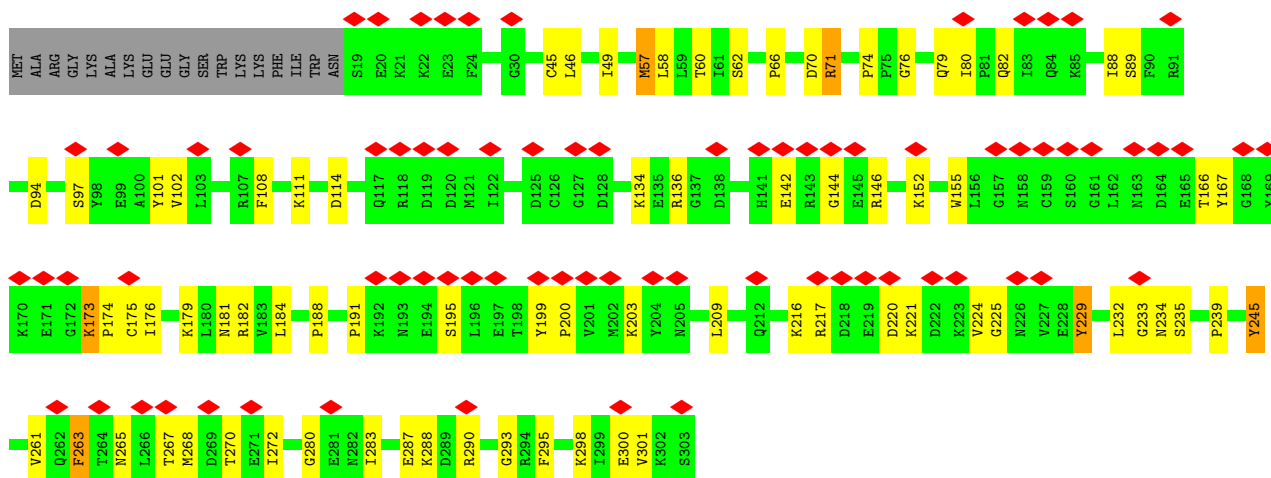 MET ALA ARG GLY LYS ALA LYS GLU GLU GLY SER TRP LYS LYS PHE ILE TRP ASN S19 E20 K21 K22 E23 F24 G30 C45 L46 I49 M57 L58 L59 T60 I61 S62 P66 D70 R71 P74 P75 G76 Q79 I80 P81 Q82 I83 Q84 K85 I88 S89 F90 R91
D94 S97 Y98 E99 A100 Y101 V102 L103 R107 F108 K111 D114 Q117 R118 D119 D120 M121 I122 D125 C126 G127 D128 K134 E135 R136 G137 D138 H141 E142 R143 G144 E145 R146 K152 W155 L156 G157 N158 C159 S160 G161 L162 N163 D164 E165 T166 Y167 G168 Y169
K170 E171 G172 K173 P174 C175 I176 K179 L180 N181 R182 V183 L184 P188 P191 K192 N193 E194 S195 L196 E197 T198 Y199 P200 V201 M202 K203 Y204 N205 L209 Q212 K216 R217 D218 E219 D220 K221 D222 K223 V224 G225 N226 V227 E228 Y229 L232 G233 N234 S235 P239 Y245
V261 Q262 F263 T264 N265 L266 T267 M268 D269 T270 E271 I272 G280 E281 N282 I283 E287 K288 D289 R290 G293 R294 F295 K298 I299 E300 V301 K302 S303